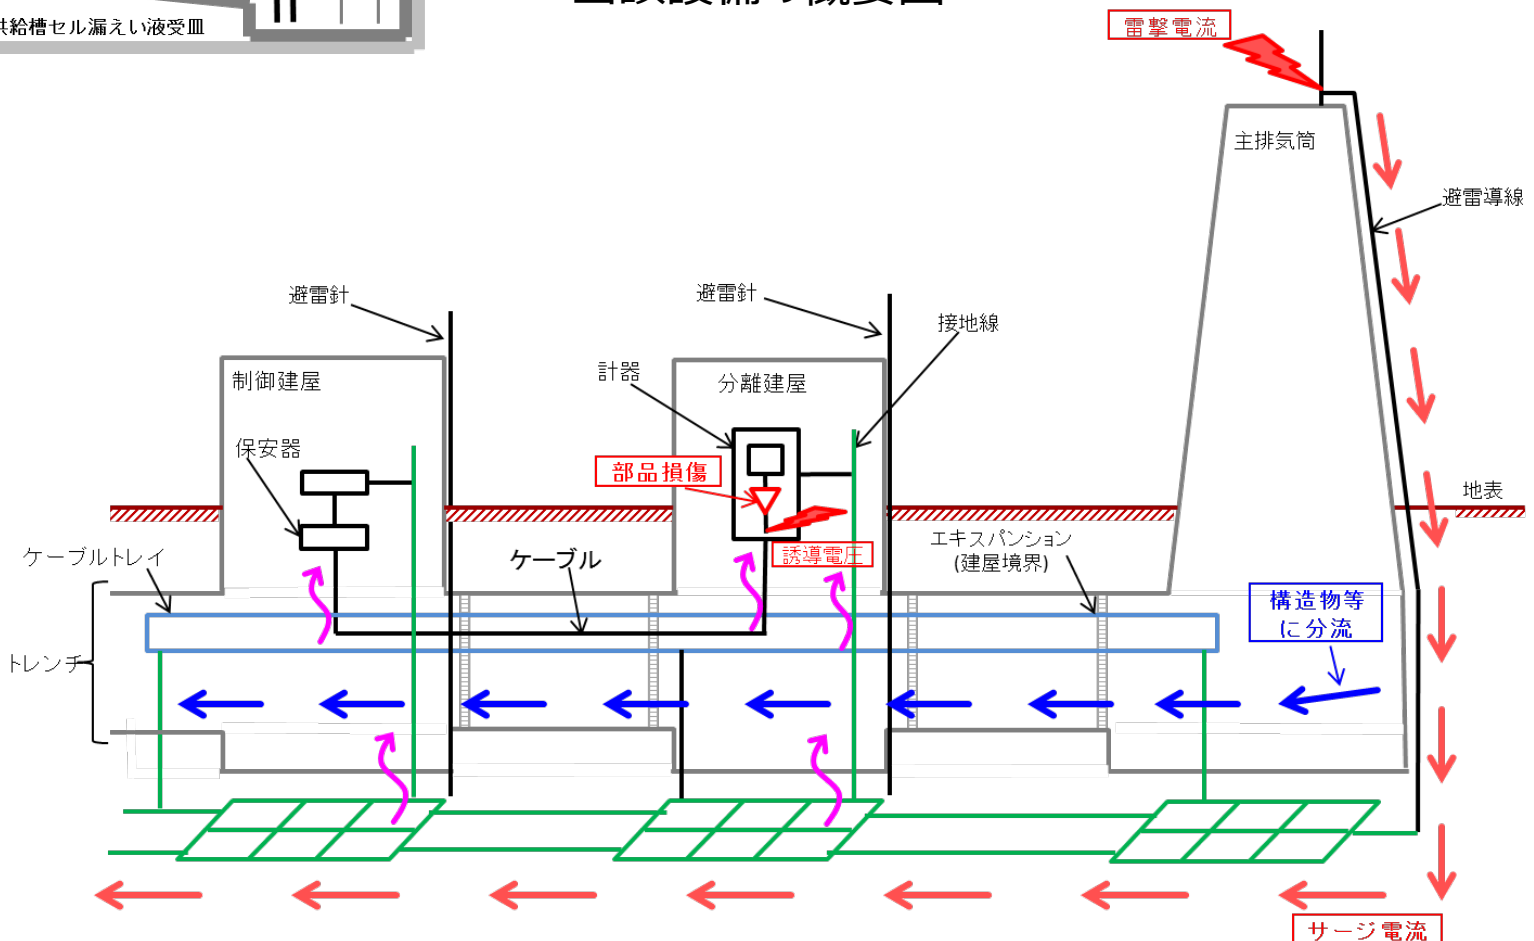 供給槽セル漏えい液受皿
雷撃電流
主排気筒
避雷導線
避雷針
避雷針
接地線
計器
制御建屋
分離建屋
保安器
部品損傷
地表
誘導電圧
エキスパンション
(建屋境界)
ケーブルトレイ
ケーブル
構造物等
に分流
トレンチ
サージ電流